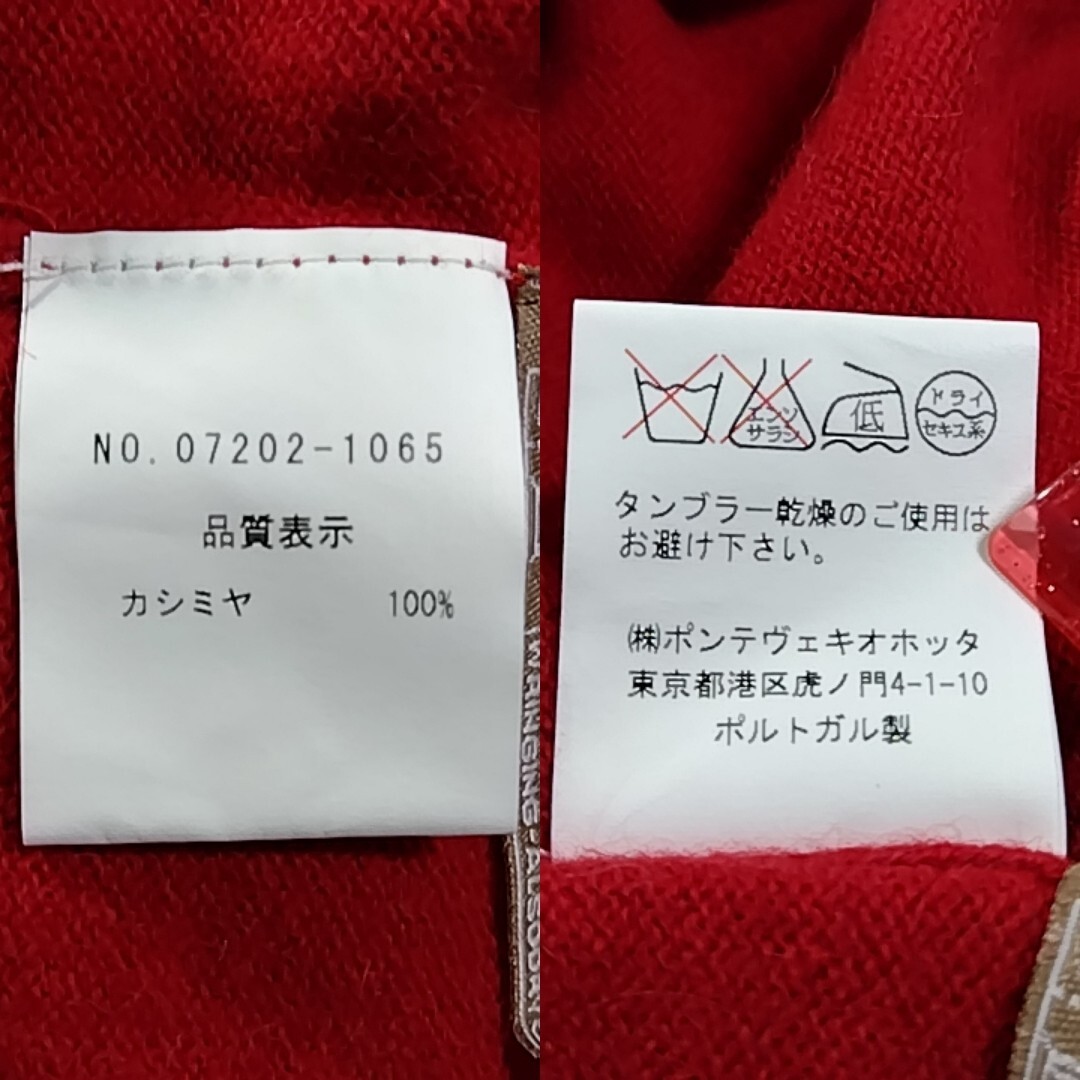 NO. 07202-1065
品質表示
カシミヤ 100%
エンソ
サラシ
低
ドライ
セキユ系
タンブラー乾燥のご使用は
お避け下さい。
㈱ポンテヴェキオホッタ
東京都港区虎ノ門4-1-10
ポルトガル製